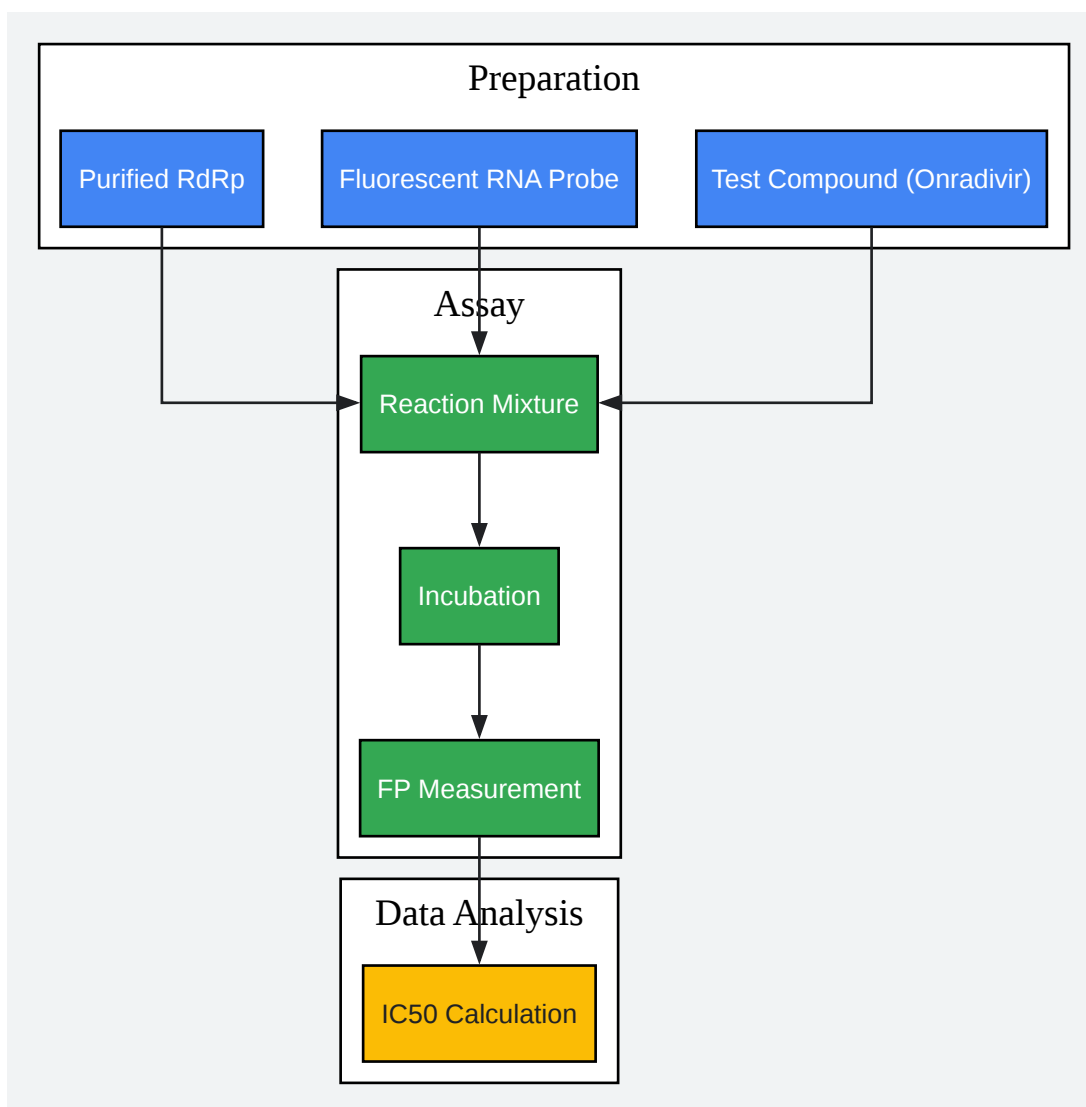 Preparation
Purified RdRp
Fluorescent RNA Probe
Test Compound (Onradivir)
Assay
Reaction Mixture
Incubation
FP Measurement
Data Analysis
IC50 Calculation